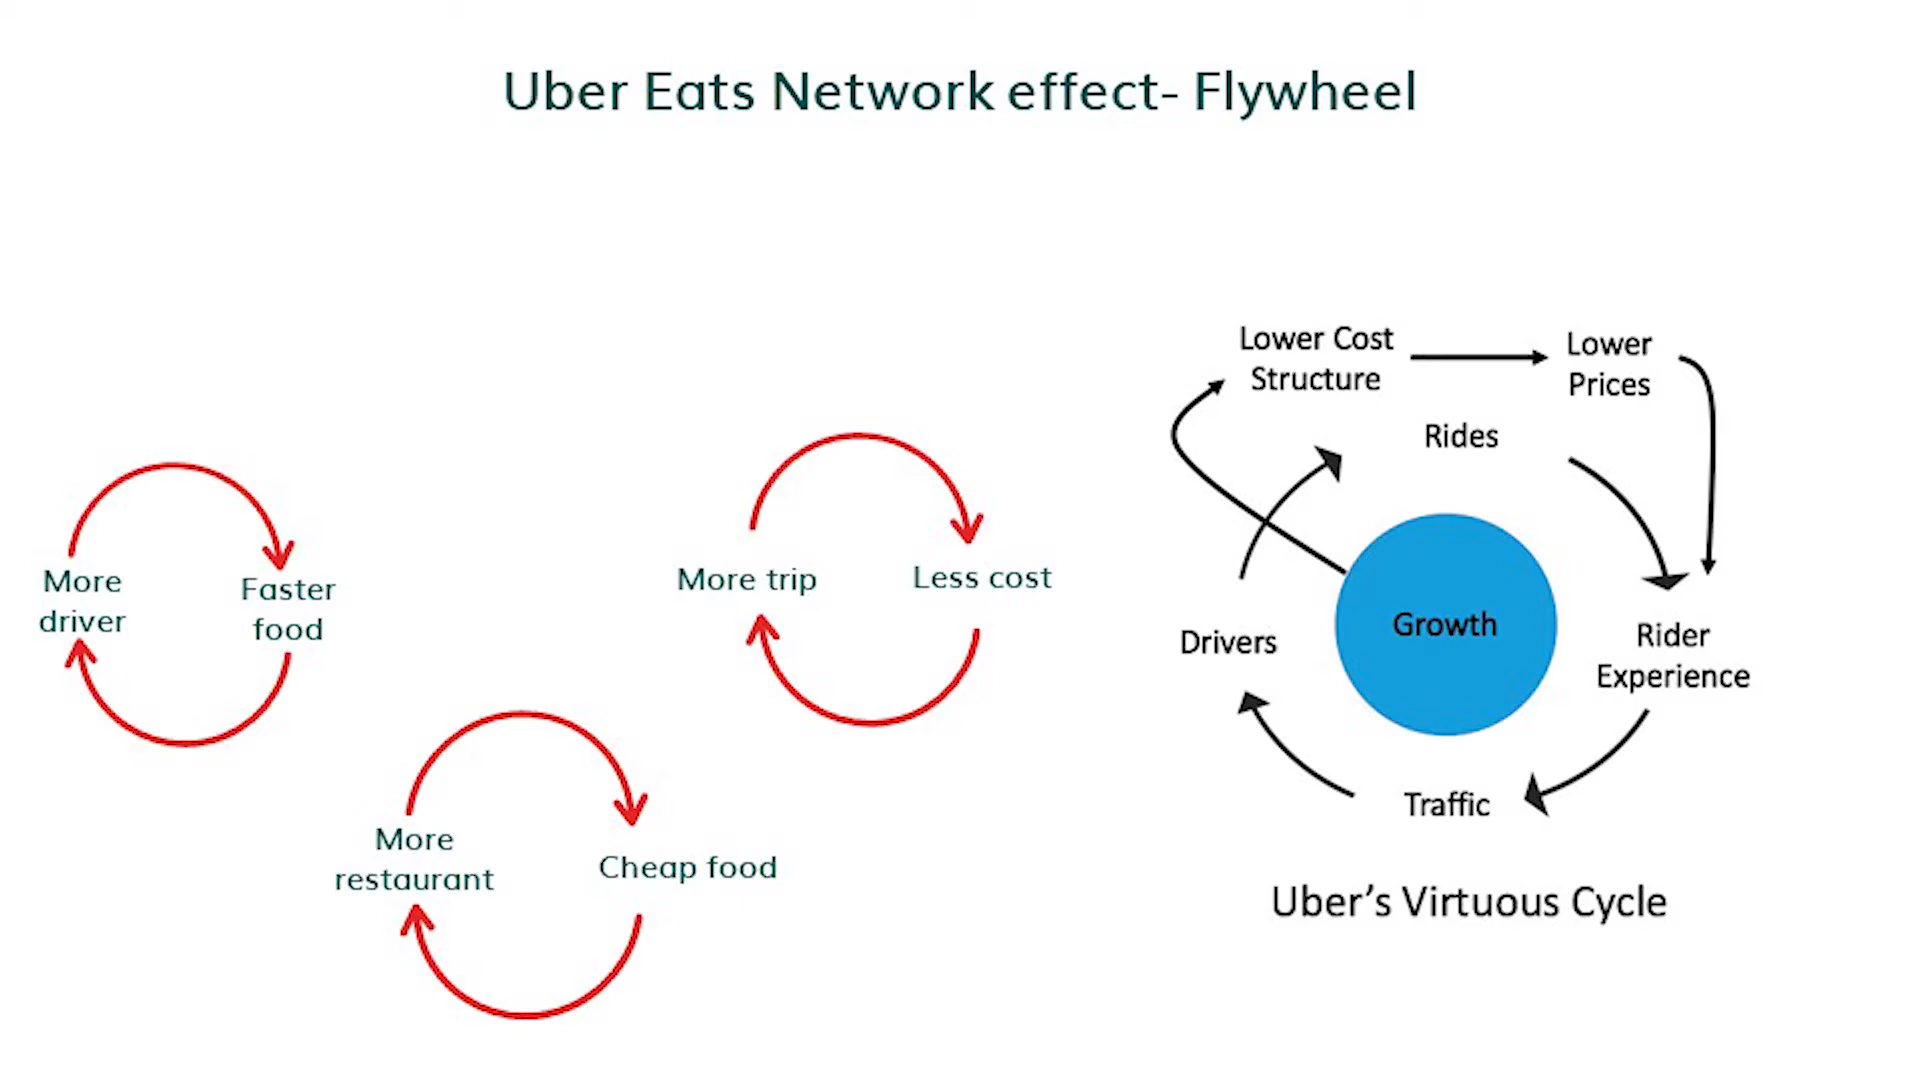 Uber Eats Network effect- Flywheel
More
driver
Faster
food
More
restaurant
Cheap food
More trip
Less cost
Lower Cost
Structure
Lower
Prices
Rides
Growth
Drivers
Rider
Experience
Traffic
Uber’s Virtuous Cycle